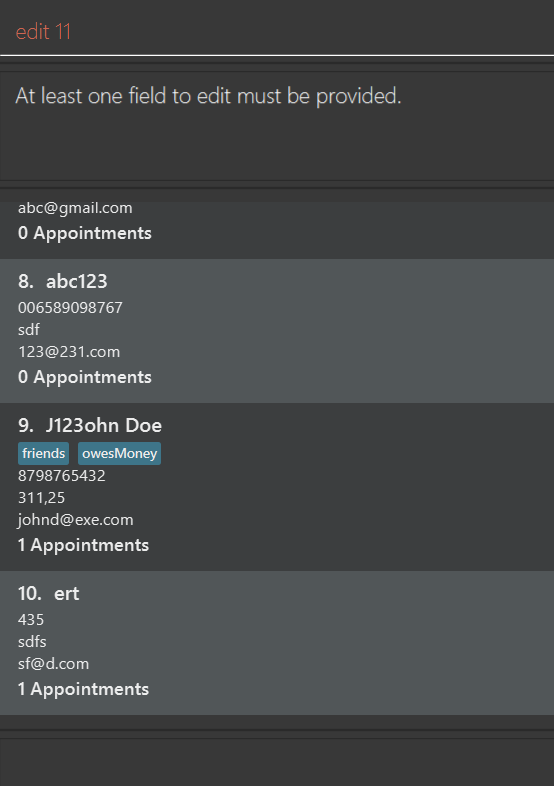 edit 11
At least one field to edit must be provided.
abc@gmail.com
0 Appointments
8. abc123
006589098767
sdf
123@231.com
0 Appointments
9. J123ohn Doe
friends owesMoney
8798765432
311,25
johnd@exe.com
1 Appointments
10. ert
435
sdfs
sf@d.com
1 Appointments